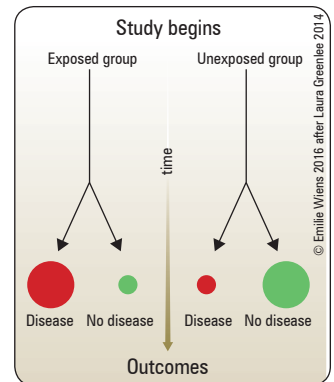 Study begins
Exposed group
Unexposed group
time
Disease
No disease
Disease
No disease
Outcomes
© Emilie Wiens 2016 after Laura Greenlee 2014